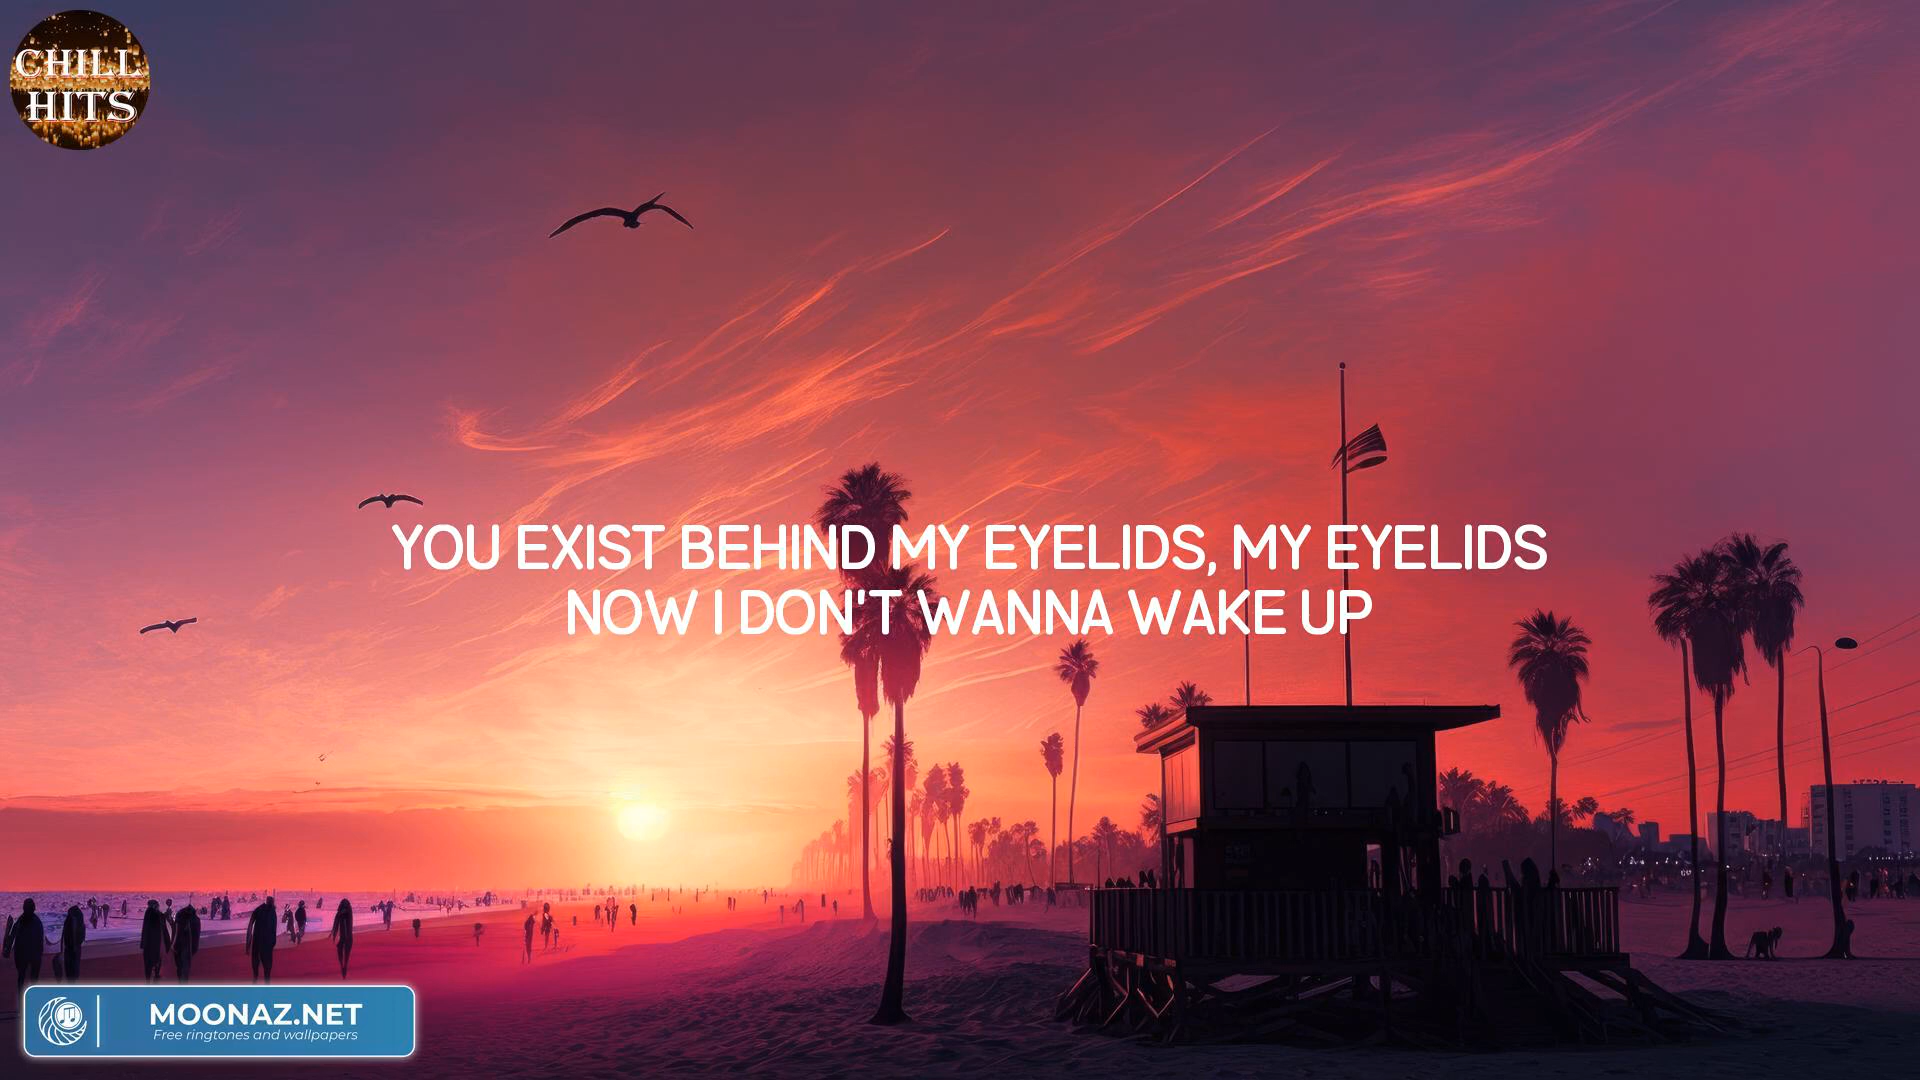 CHILL
HITS
YOU EXIST BEHIND MY EYELIDS, MY EYELIDS
NOW I DON'T WANNA WAKE UP
MOONAZ.NET
Free ringtones and wallpapers